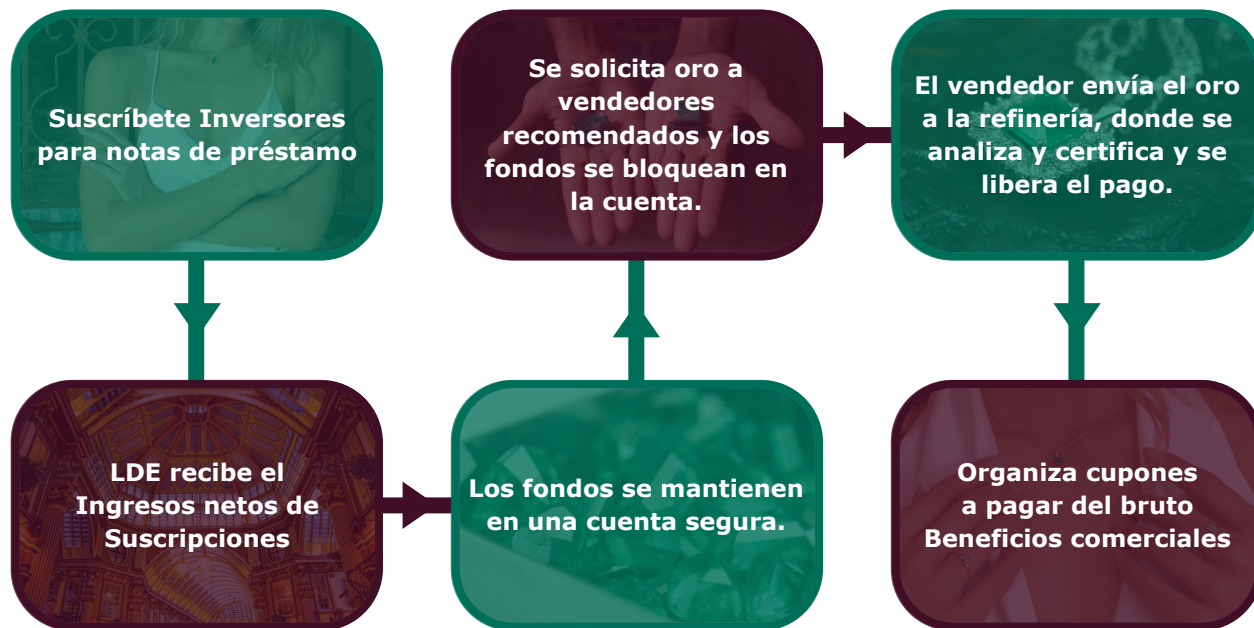 Suscríbete Inversores
para notas de préstamo
LDE recibe el
Ingresos netos de
Suscripciones
Los fondos se mantienen
en una cuenta segura.
Se solicita oro a
vendedores
recomendados y los
fondos se bloquean en
la cuenta.
El vendedor envía el oro
a la refinería, donde se
analiza y certifica y se
libera el pago.
Organiza cupones
a pagar del bruto
Beneficios comerciales